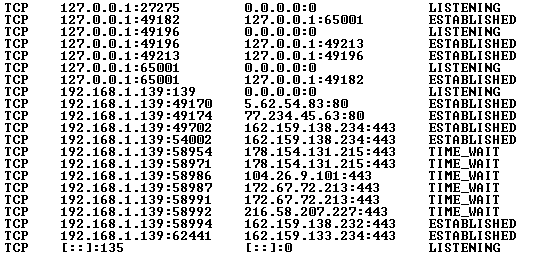 TCP 127.0.0.1:27275 0.0.0.0:0 LISTENING
TCP 127.0.0.1:49182 127.0.0.1:65001 ESTABLISHED
TCP 127.0.0.1:49196 0.0.0.0:0 LISTENING
TCP 127.0.0.1:49196 127.0.0.1:49213 ESTABLISHED
TCP 127.0.0.1:49213 127.0.0.1:49196 ESTABLISHED
TCP 127.0.0.1:65001 0.0.0.0:0 LISTENING
TCP 127.0.0.1:65001 127.0.0.1:49182 ESTABLISHED
TCP 192.168.1.139:139 0.0.0.0:0 LISTENING
TCP 192.168.1.139:49170 5.62.54.83:80 ESTABLISHED
TCP 192.168.1.139:49174 77.234.45.63:80 ESTABLISHED
TCP 192.168.1.139:49702 162.159.138.234:443 ESTABLISHED
TCP 192.168.1.139:54002 162.159.138.234:443 ESTABLISHED
TCP 192.168.1.139:58954 178.154.131.215:443 TIME_WAIT
TCP 192.168.1.139:58971 178.154.131.215:443 TIME_WAIT
TCP 192.168.1.139:58986 104.26.9.101:443 TIME_WAIT
TCP 192.168.1.139:58987 172.67.72.213:443 TIME_WAIT
TCP 192.168.1.139:58991 172.67.72.213:443 TIME_WAIT
TCP 192.168.1.139:58992 216.58.207.227:443 TIME_WAIT
TCP 192.168.1.139:58994 162.159.138.232:443 ESTABLISHED
TCP 192.168.1.139:62441 162.159.133.234:443 ESTABLISHED
TCP [::]:135 [::]:0 LISTENING